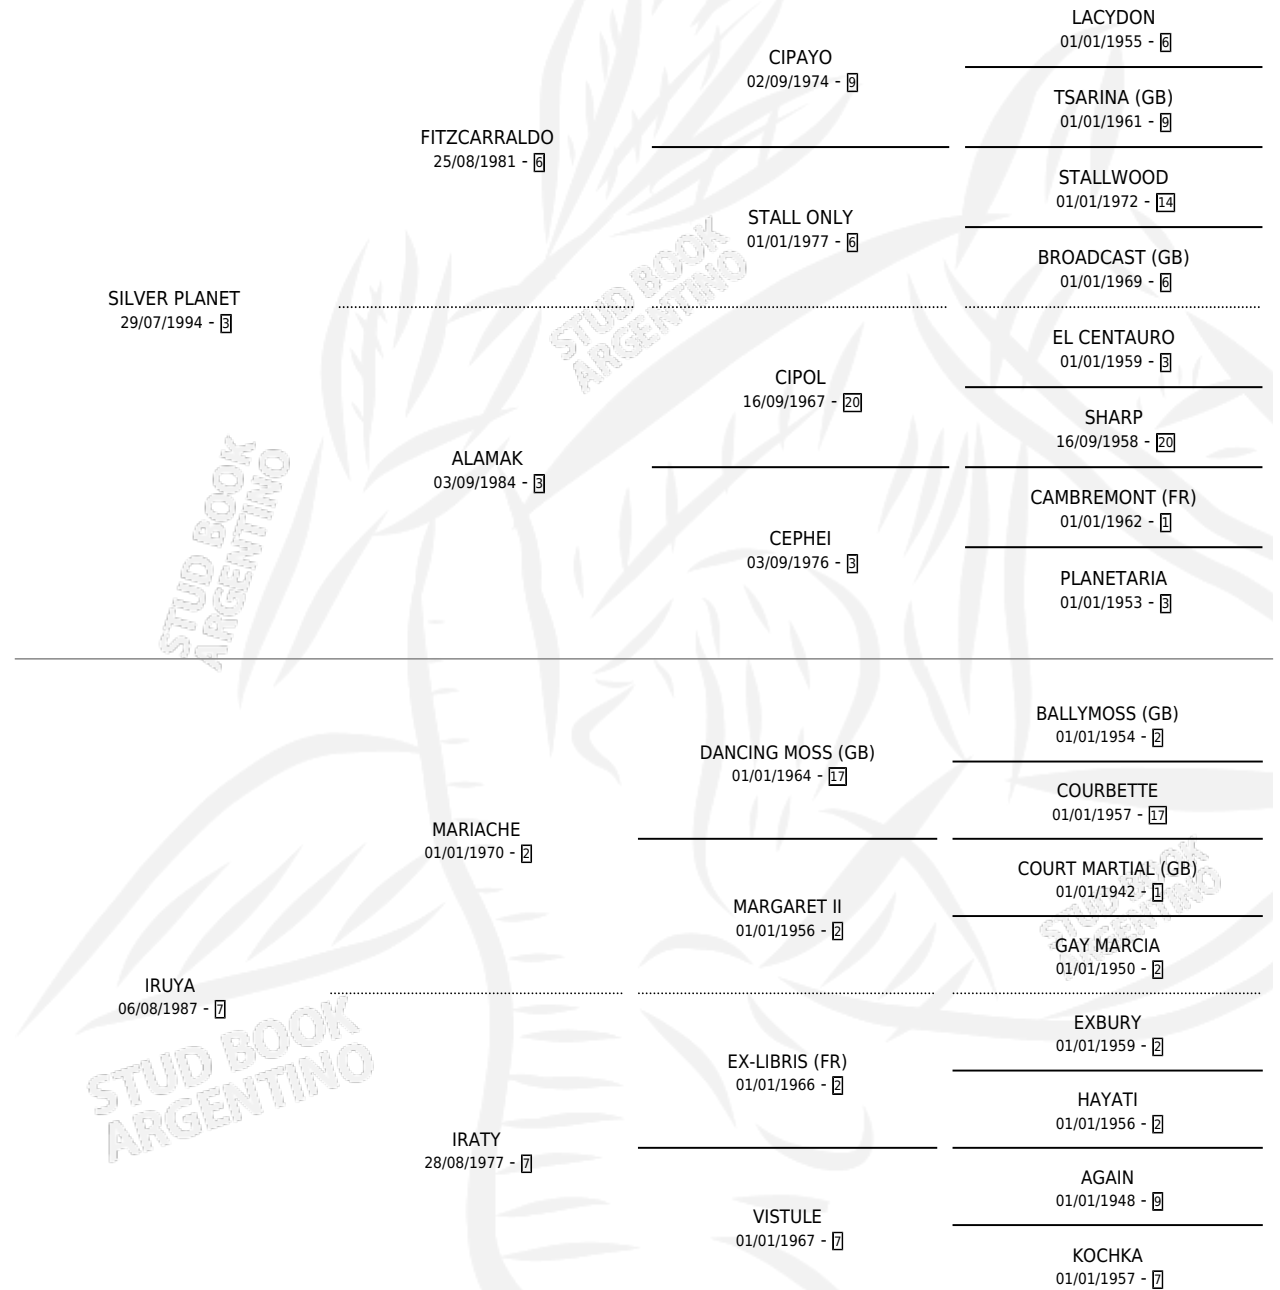 LACYDON
01/01/1955 - 6
CIPAYO
02/09/1974 - 9
TSARINA (GB)
01/01/1961 - 9
FITZCARRALDO
25/08/1981 - 6
STALLWOOD
01/01/1972 - 14
STALL ONLY
01/01/1977 - 6
BROADCAST (GB)
01/01/1969 - 6
SILVER PLANET
29/07/1994 - 3
STUD BOOK
ARGENTINO
EL CENTAURO
01/01/1959 - 3
CIPOL
16/09/1967 - 20
SHARP
16/09/1958 - 20
ALAMAK
03/09/1984 - 3
CAMBREMONT (FR)
01/01/1962 - 1
CEPHEI
03/09/1976 - 3
PLANETARIA
01/01/1953 - 3
STUD BOOK
ARGENTINO
BALLYMOSS (GB)
01/01/1954 - 2
DANCING MOSS (GB)
01/01/1964 - 17
COURBETTE
01/01/1957 - 17
MARIACHE
01/01/1970 - 2
COURT MARTIAL (GB)
01/01/1942 - 1
MARGARET II
01/01/1956 - 2
GAY MARCIA
01/01/1950 - 2
STUD BOOK
ARGENTINO
IRUYA
06/08/1987 - 7
EXBURY
01/01/1959 - 2
EX-LIBRIS (FR)
01/01/1966 - 2
HAYATI
01/01/1956 - 2
STUD BOOK
ARGENTINO
IRATY
28/08/1977 - 7
AGAIN
01/01/1948 - 9
VISTULE
01/01/1967 - 7
KOCHKA
01/01/1957 - 7